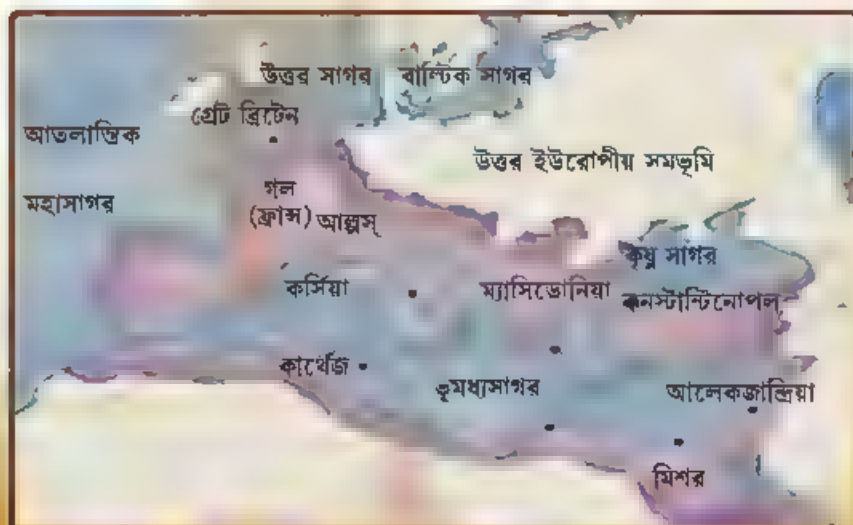 উত্তর সাগর বাল্টিক সাগর
গ্রেট ব্রিটেন
আতলান্তিক
মহাসাগর
উত্তর ইউরোপীয় সমভূমি
গল
(ফ্রান্স) আল্পস্
কৃষ্ণ সাগর
কর্সিয়া ম্যাসিডোনিয়া কনস্টান্টিনোপল্
কার্থেজ
ভূমধ্যসাগর আলেকজান্দ্রিয়া
মিশর